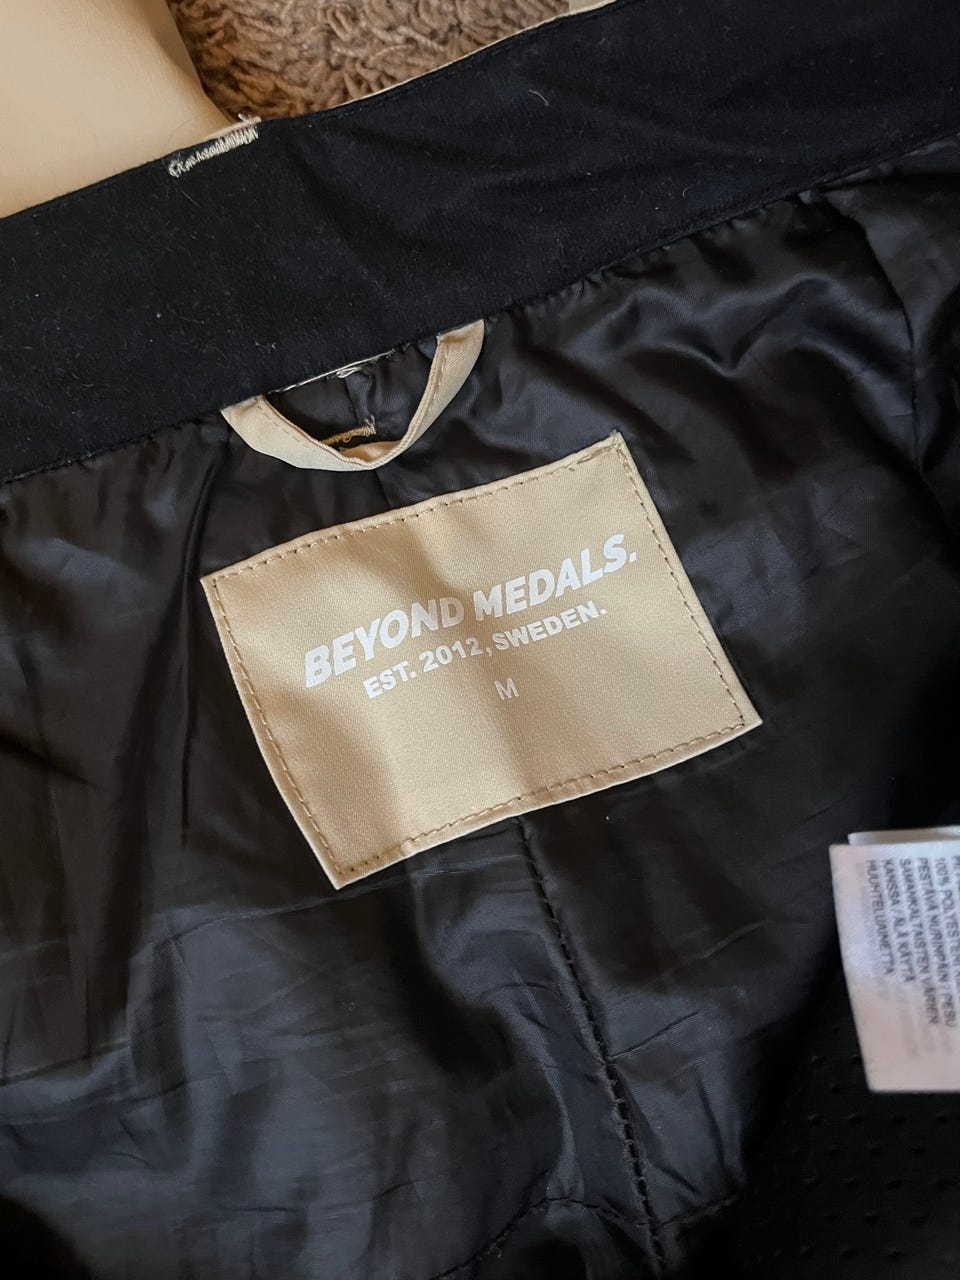 BEYOND MEDALS.
EST. 2012, SWEDEN.
M
100% POLYESTERI
PESTÄVÄ NURINPÄIN / PESU
SAMANKALTAISTEN VÄRIEN
KANSSA / ÄLÄ KÄYTÄ
HUUHTELUAINETTA